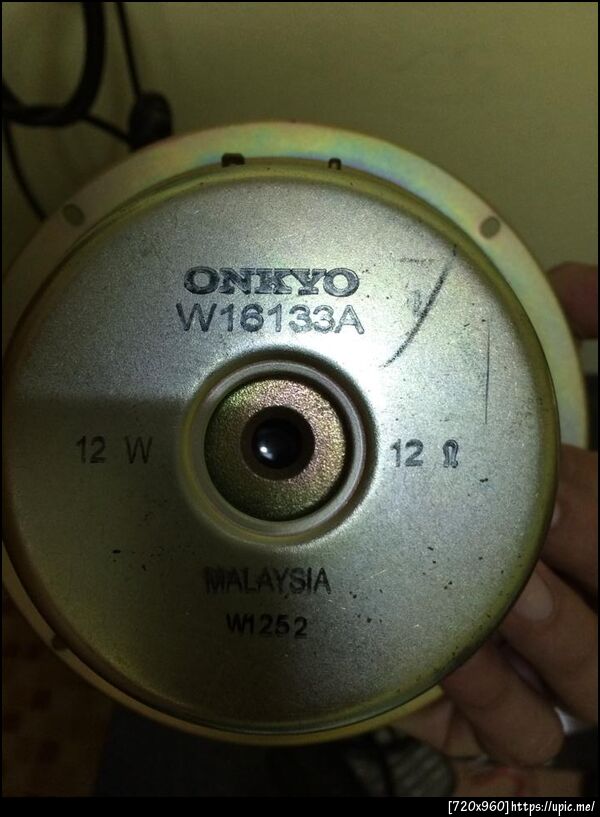 ONKYO
W16133A
12 W
12 Ω
MALAYSIA
W1252
[720x960]https://upic.me/